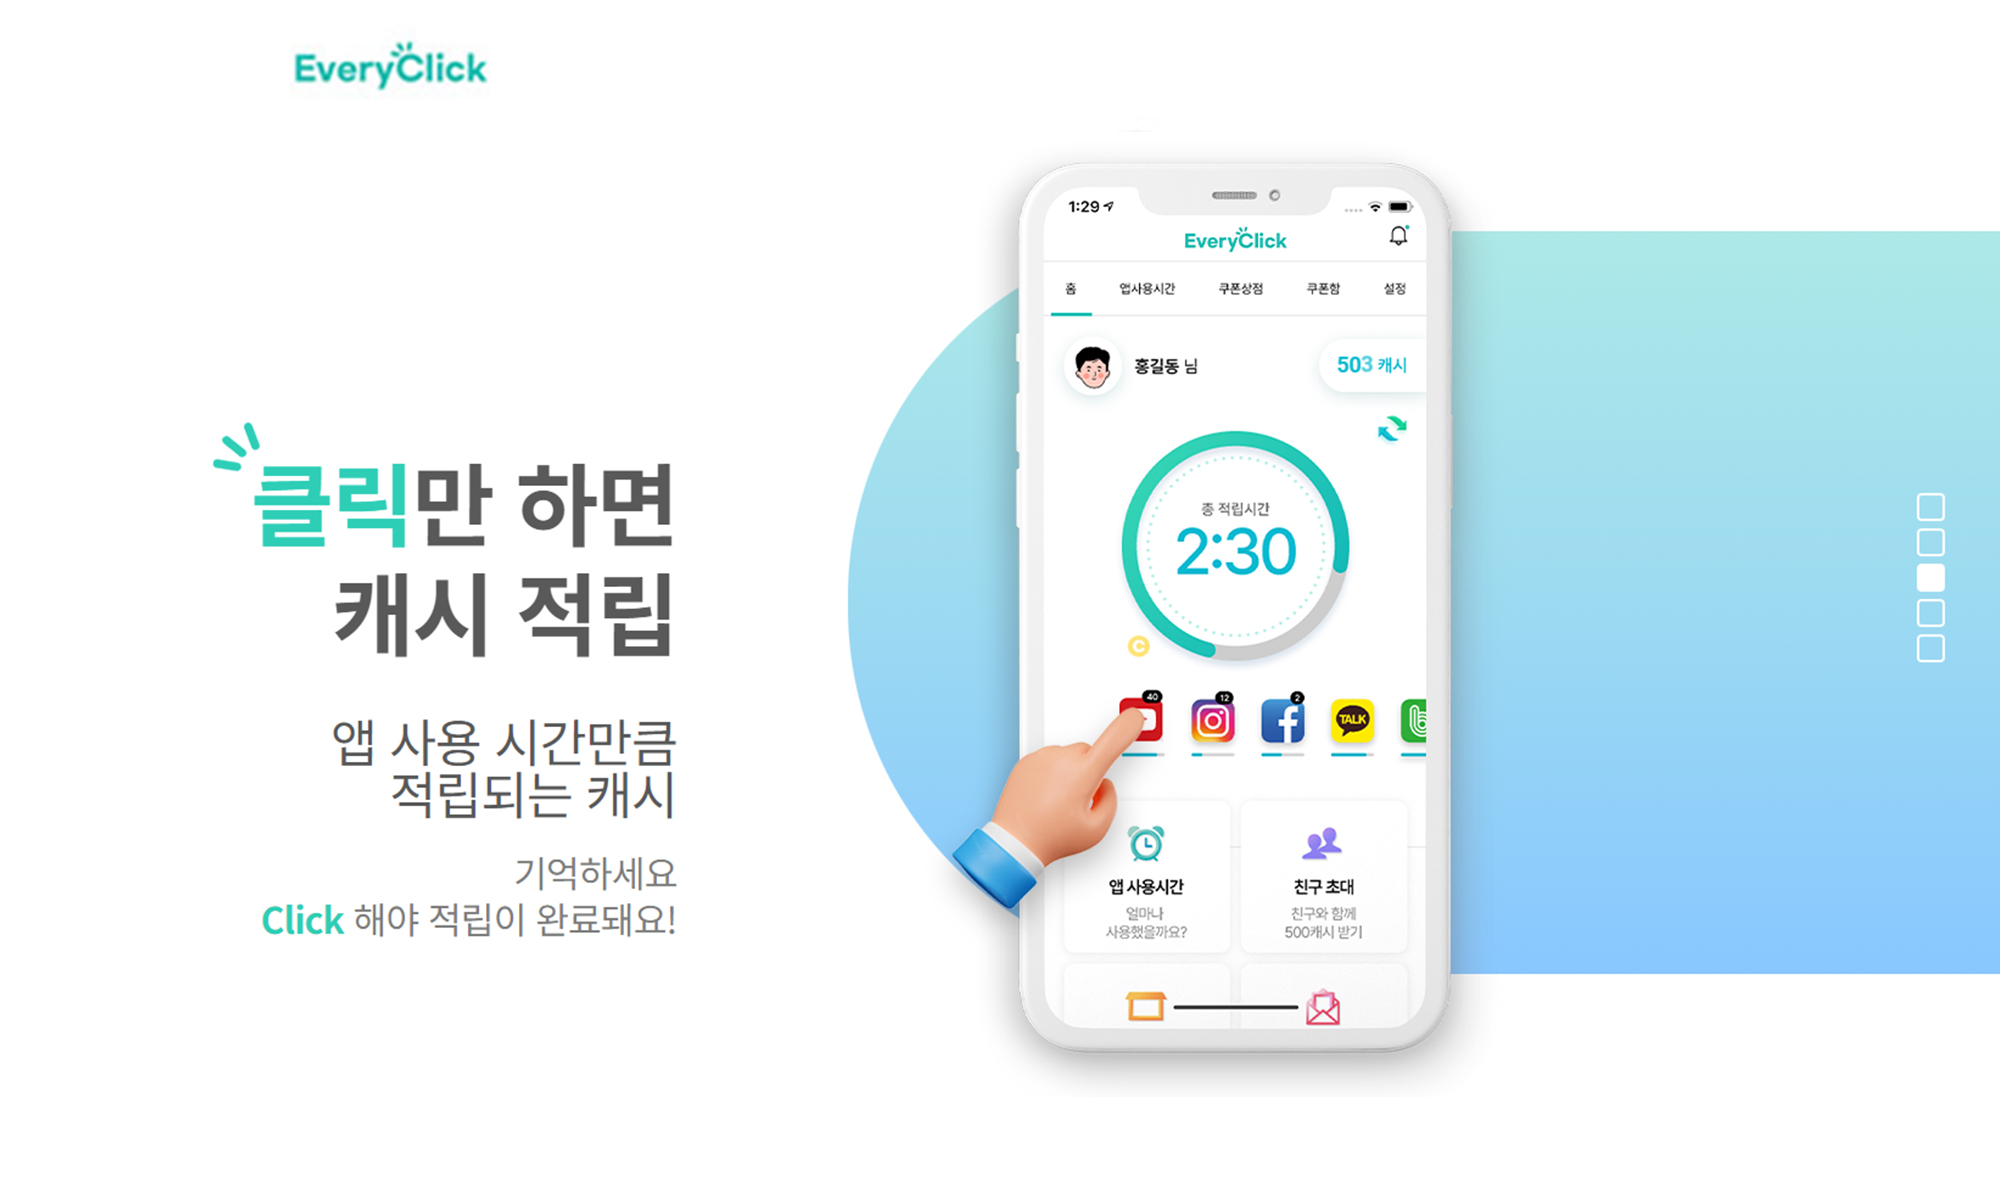 EveryClick
클릭만 하면
캐시 적립
앱 사용 시간만큼
적립되는 캐시
기억하세요
Click 해야 적립이 완료돼요!
1:29
EveryClick
홈 앱사용시간 쿠폰상점 쿠폰함 설정
홍길동 님
503 캐시
총 적립시간
2:30
C
40 12 2
TALK
앱 사용시간
얼마나
사용했을까요?
친구 초대
친구와 함께
500캐시 받기